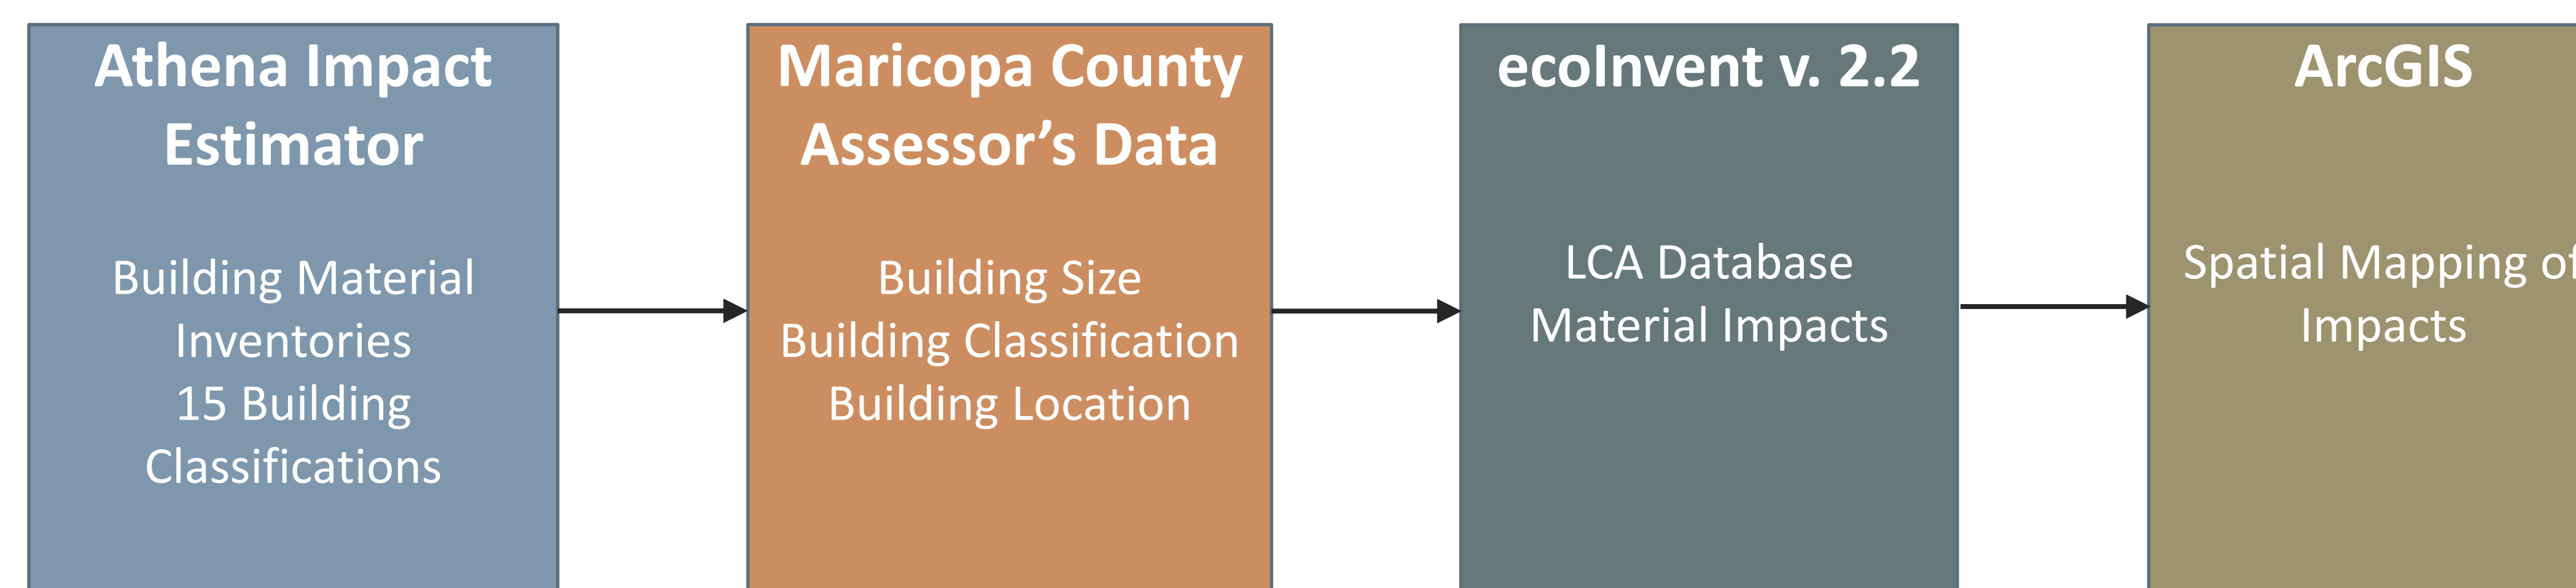 Athena Impact
Estimator
Building Material
Inventories
15 Building
Classifications
Maricopa County
Assessor's Data
Building Size
Building Classification
Building Location
ecoInvent v. 2.2
LCA Database
Material Impacts
ArcGIS
Spatial Mapping of
Impacts